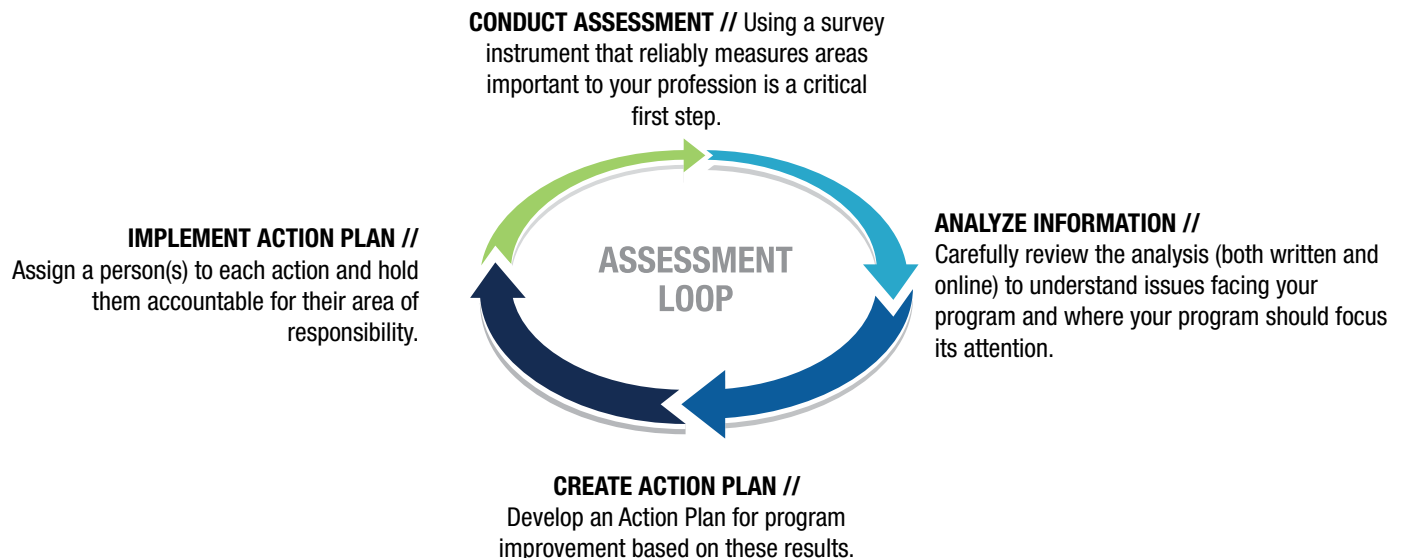 CONDUCT ASSESSMENT // Using a survey
instrument that reliably measures areas
important to your profession is a critical
first step.
ANALYZE INFORMATION //
Carefully review the analysis (both written and
online) to understand issues facing your
program and where your program should focus
its attention.
CREATE ACTION PLAN //
Develop an Action Plan for program
improvement based on these results.
IMPLEMENT ACTION PLAN //
Assign a person(s) to each action and hold
them accountable for their area of
responsibility.
ASSESSMENT
LOOP